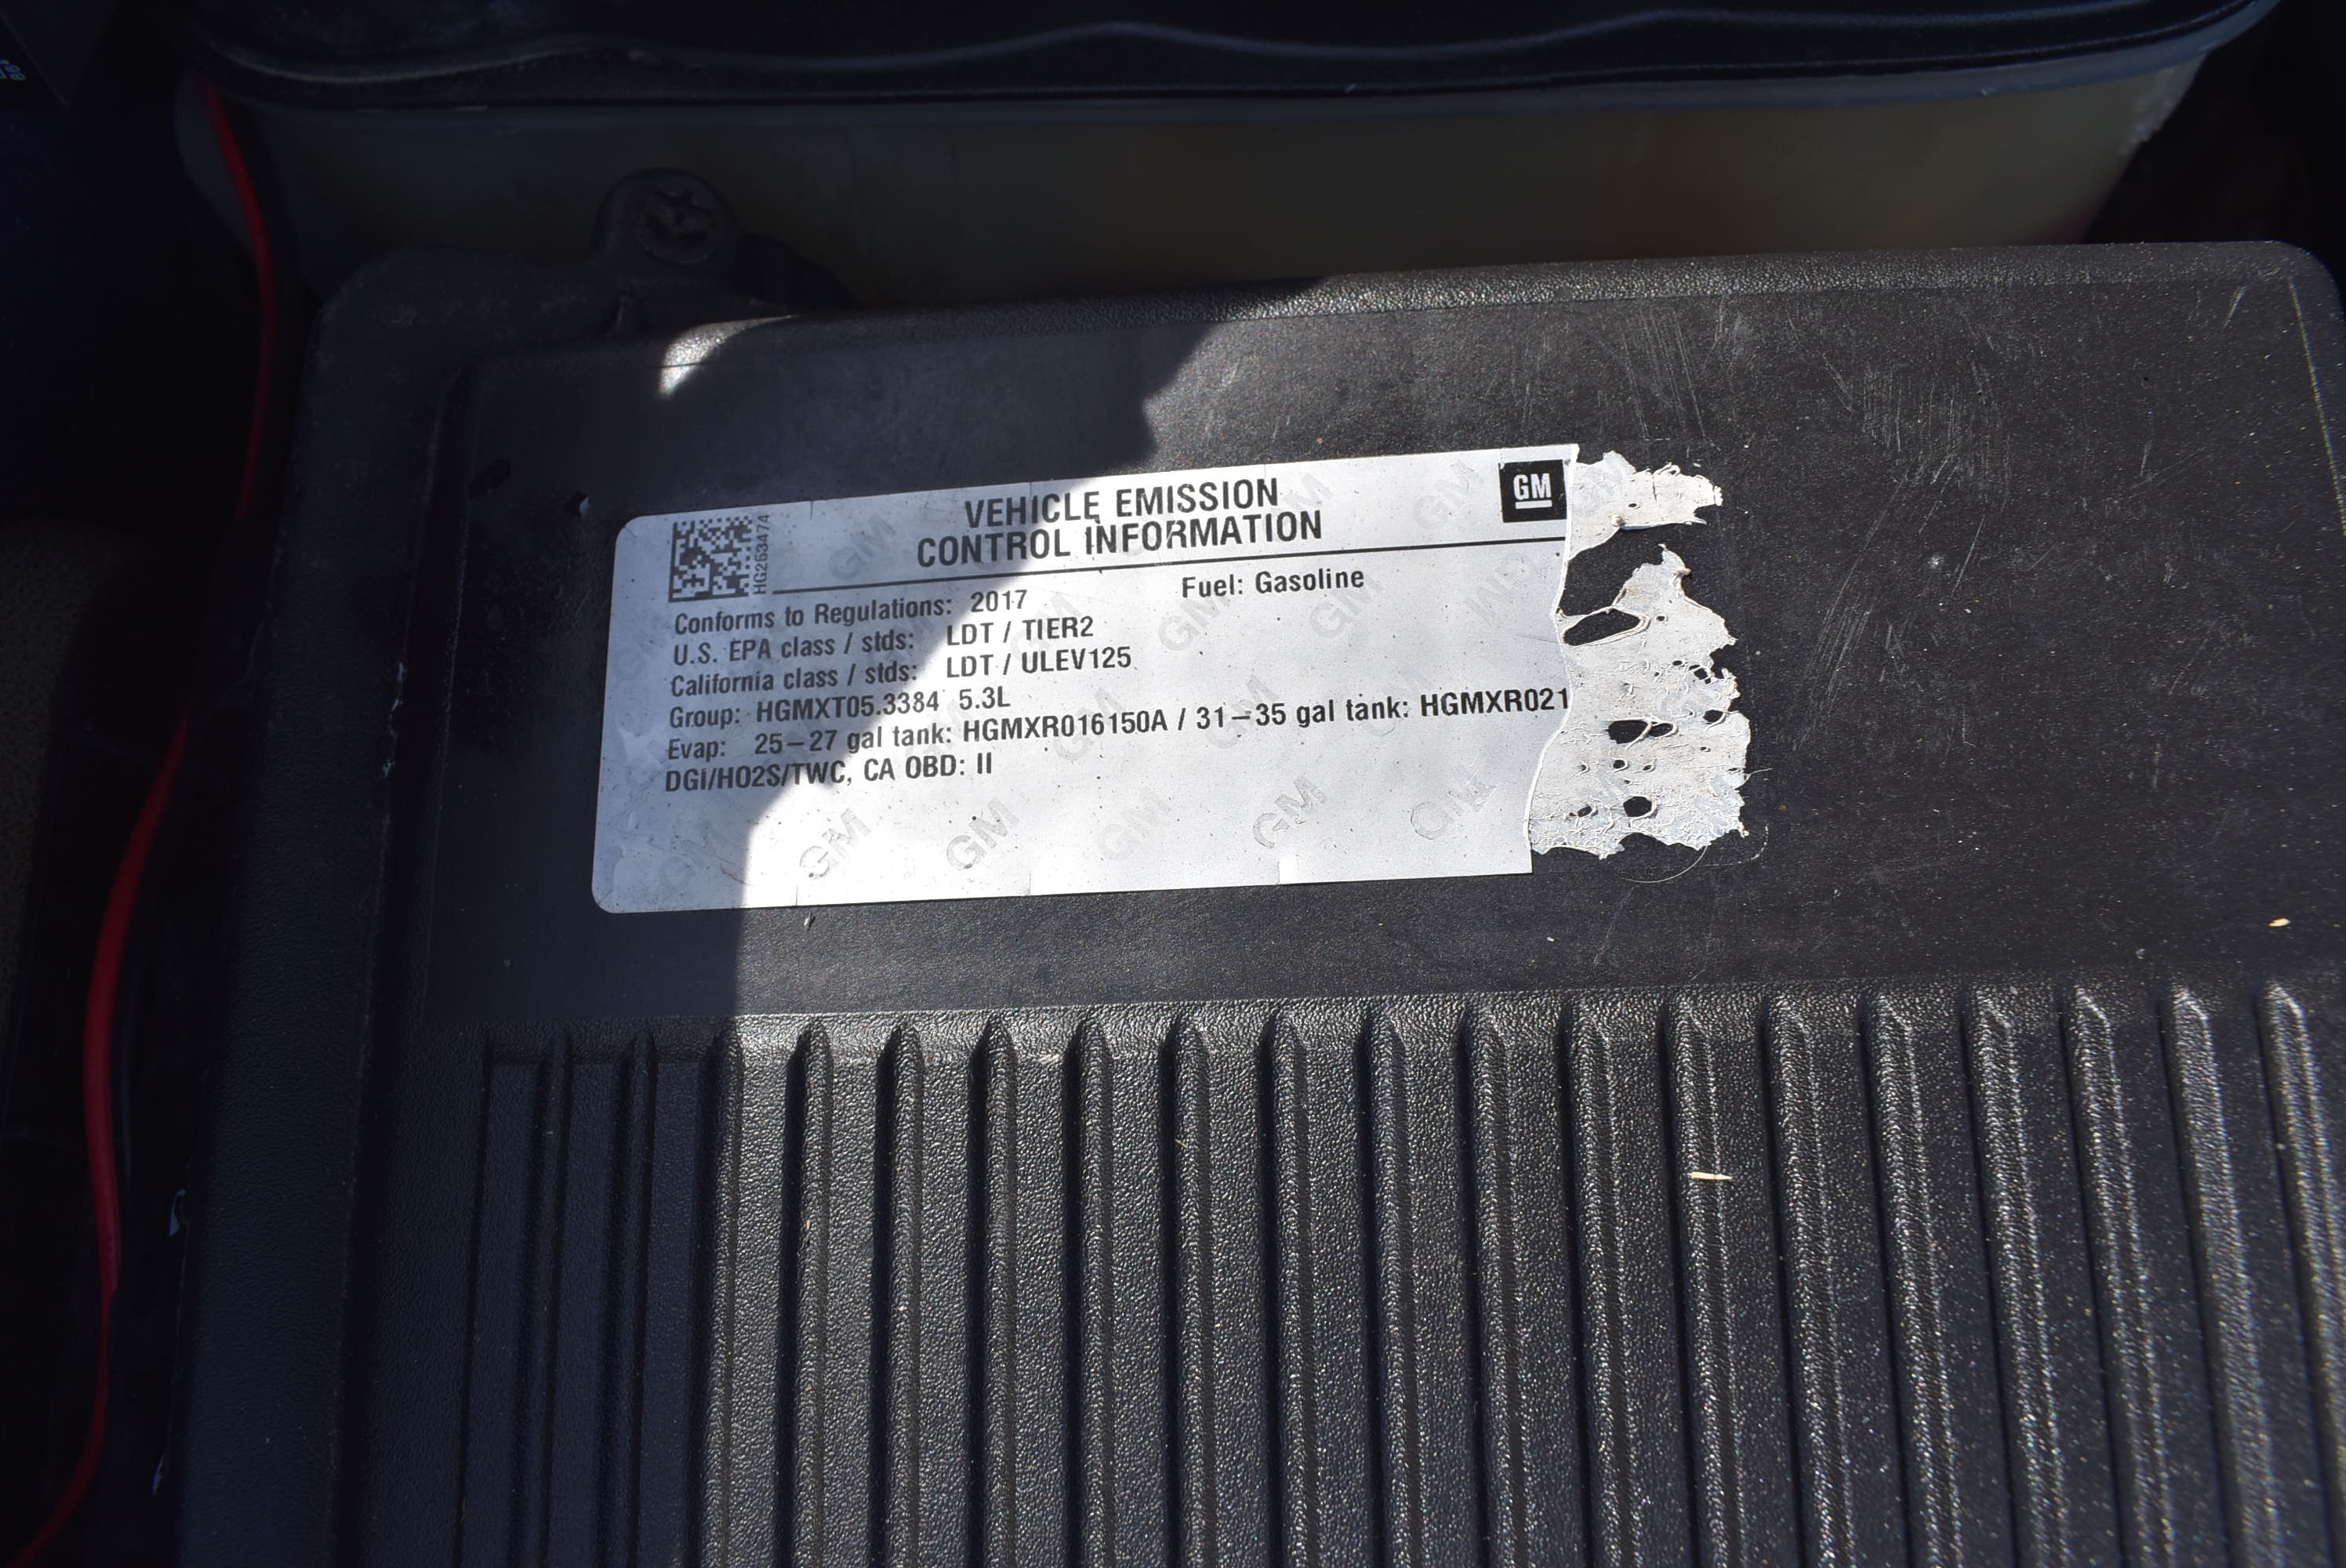 VEHICLE EMISSION
CONTROL INFORMATION
GM
HG263474
Conforms to Regulations: 2017 Fuel: Gasoline
U.S. EPA class / stds: LDT / TIER2
California class / stds: LDT / ULEV125
Group: HGMXT05.3384 5.3L
Evap: 25–27 gal tank: HGMXR016150A / 31–35 gal tank: HGMXR021
DGI/HO2S/TWC, CA OBD: II